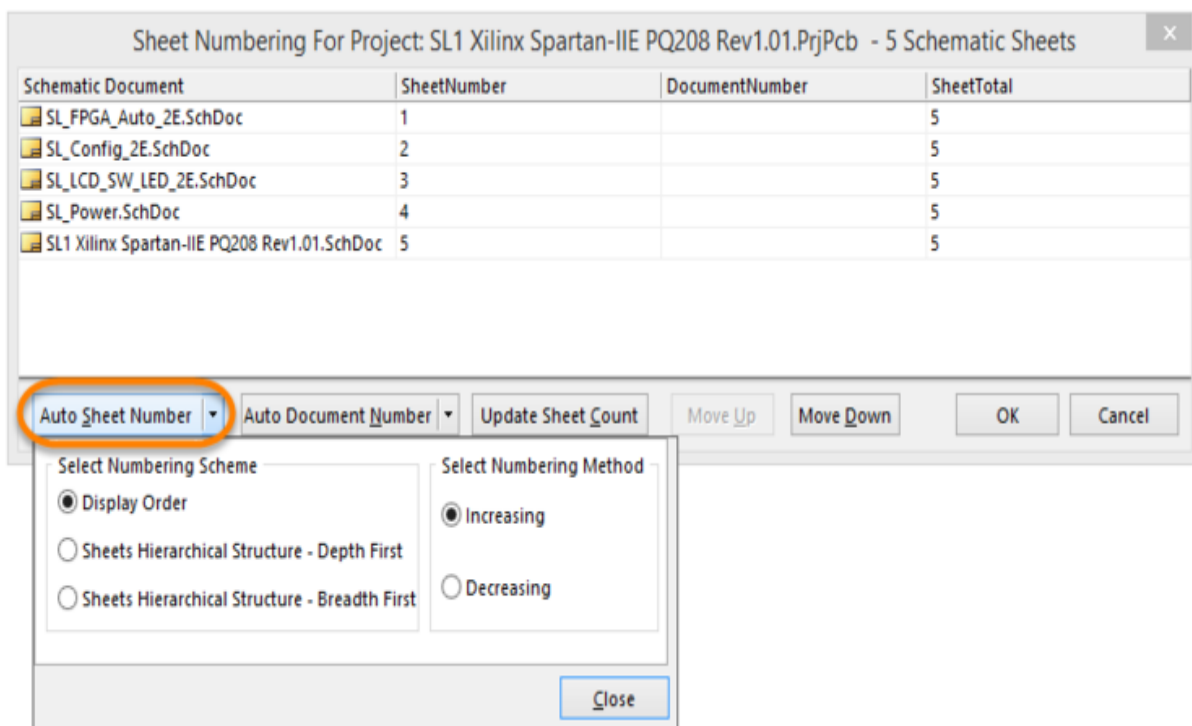 Sheet Numbering For Project: SL1 Xilinx Spartan-IIE PQ208 Rev1.01.PrjPcb - 5 Schematic Sheets
Schematic Document SheetNumber DocumentNumber SheetTotal
SL_FPGA_Auto_2E.SchDoc 1 5
SL_Config_2E.SchDoc 2 5
SL_LCD_SW_LED_2E.SchDoc 3 5
SL_Power.SchDoc 4 5
SL1 Xilinx Spartan-IIE PQ208 Rev1.01.SchDoc 5 5
Auto Sheet Number Auto Document Number Update Sheet Count Move Up Move Down OK Cancel
Select Numbering Scheme Select Numbering Method
Display Order
Increasing
Sheets Hierarchical Structure - Depth First
Decreasing
Sheets Hierarchical Structure - Breadth First
Close